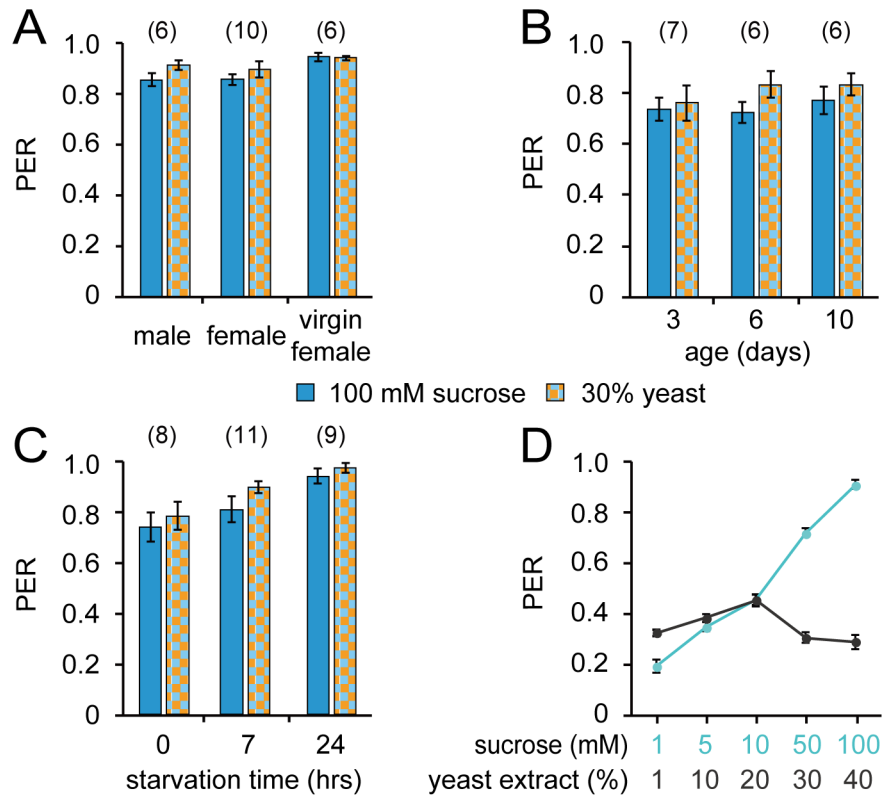 A
(6) (10) (6)
PER
1.0
0.8
0.6
0.4
0.2
0
male female virgin female
B
(7) (6) (6)
PER
1.0
0.8
0.6
0.4
0.2
0
3 6 10
age (days)
100 mM sucrose 30% yeast
C
(8) (11) (9)
PER
1.0
0.8
0.6
0.4
0.2
0
0 7 24
starvation time (hrs)
D
PER
1.0
0.8
0.6
0.4
0.2
0
sucrose (mM) 1 5 10 50 100
yeast extract (%) 1 10 20 30 40